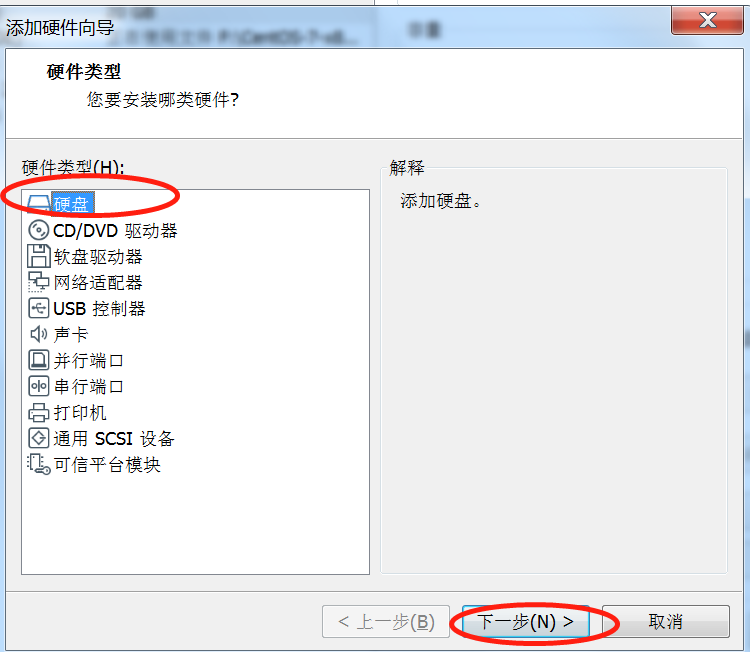 添加硬件向导
硬件类型
您要安装哪类硬件?
硬件类型(H):
硬盘
CD/DVD 驱动器
软盘驱动器
网络适配器
USB 控制器
声卡
并行端口
串行端口
打印机
通用 SCSI 设备
可信平台模块
解释
添加硬盘。
< 上一步(B)
下一步(N) >
取消